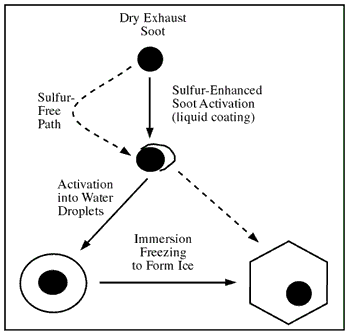 Dry Exhaust
Soot
Sulfur-
Free
Path
Sulfur-Enhanced
Soot Activation
(liquid coating)
Activation
into Water
Droplets
Immersion
Freezing
to Form Ice